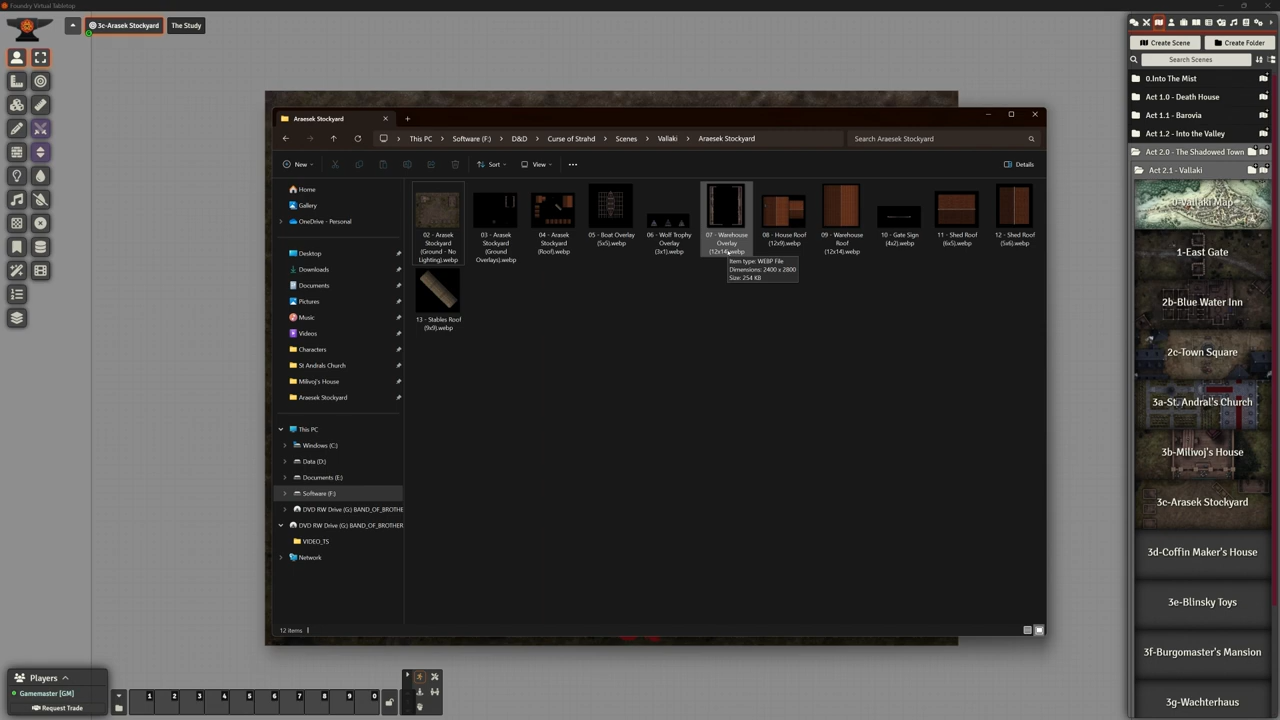 Foundry Virtual Tabletop
3c-Arasek Stockyard
The Study
Araesek Stockyard
This PC
Software (F:)
D&D
Curse of Strahd
Scenes
Vallaki
Araesek Stockyard
Search Araesek Stockyard
New
Sort
View
Details
Home
Gallery
OneDrive - Personal
Desktop
Downloads
Documents
Pictures
Music
Videos
Characters
St Andrals Church
Milivoj's House
Araesek Stockyard
This PC
Windows (C:)
Data (D:)
Documents (E:)
Software (F:)
DVD RW Drive (G:) BAND_OF_BROTHE
DVD RW Drive (G:) BAND_OF_BROTHER
VIDEO_TS
Network
02 - Arasek
Stockyard
(Ground - No
Lighting).webp
03 - Arasek
Stockyard
(Ground
Overlays).webp
04 - Arasek
Stockyard
(Roof).webp
05 - Boat Overlay
(5x5).webp
06 - Wolf Trophy
Overlay
(3x1).webp
07 - Warehouse
Overlay
(12x14).webp
08 - House Roof
(12x9).webp
09 - Warehouse
Roof
(12x14).webp
10 - Gate Sign
(4x2).webp
11 - Shed Roof
(6x5).webp
12 - Shed Roof
(5x6).webp
13 - Stables Roof
(9x9).webp
Item type: WEBP File
Dimensions: 2400 x 2800
Size: 254 KB
12 items
Create Scene
Create Folder
Search Scenes
0.Into The Mist
Act 1.0 - Death House
Act 1.1 - Barovia
Act 1.2 - Into the Valley
Act 2.0 - The Shadowed Town
Act 2.1 - Vallaki
0-Vallaki Map
1-East Gate
2b-Blue Water Inn
2c-Town Square
3a-St. Andral's Church
3b-Milivoj's House
3c-Arasek Stockyard
3d-Coffin Maker's House
3e-Blinsky Toys
3f-Burgomaster's Mansion
3g-Wachterhaus
Players
Gamemaster [GM]
Request Trade
1 2 3 4 5 6 7 8 9 0